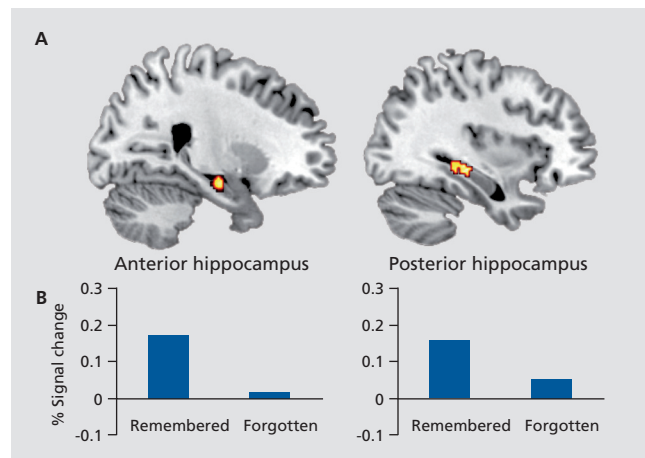 A
Anterior hippocampus
Posterior hippocampus
B
% Signal change
0.3
0.2
0.1
0
-0.1
Remembered Forgotten
0.3
0.2
0.1
0
-0.1
Remembered Forgotten